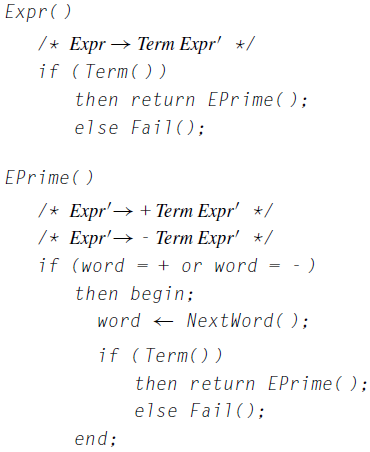 Expr()
/* Expr → Term Expr′ */
if (Term())
then return EPrime();
else Fail();
EPrime()
/* Expr′→ + Term Expr′ */
/* Expr′→ - Term Expr′ */
if (word = + or word = -)
then begin;
word ← NextWord();
if (Term())
then return EPrime();
else Fail();
end;